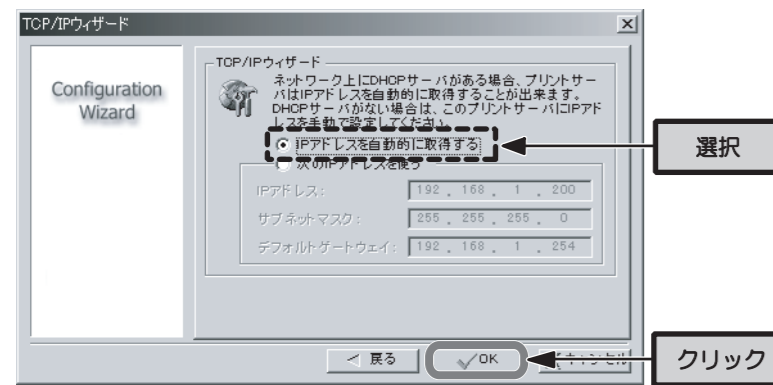 TCP/IPウィザード
Configuration
Wizard
TCP/IPウィザード
ネットワーク上にDHCPサーバがある場合、プリントサー
バはIPアドレスを自動的に取得することが出来ます。
DHCPサーバがない場合は、このプリントサーバにIPアド
レスを手動で設定してください。
IPアドレスを自動的に取得する
選択
次のIPアドレスを使う
IPアドレス: 192 . 168 . 1 . 200
サブネットマスク: 255 . 255 . 255 . 0
デフォルトゲートウェイ: 192 . 168 . 1 . 254
< 戻る
OK
キャンセル
クリック